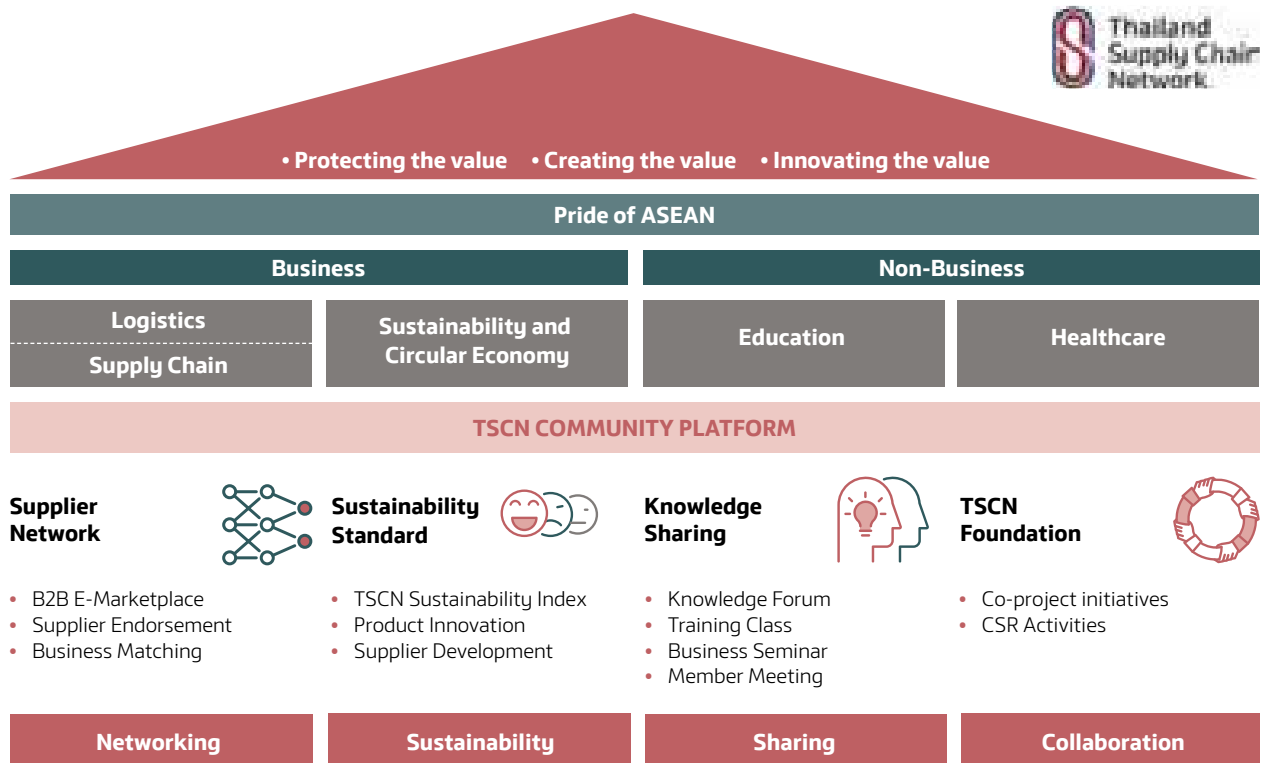 Thailand
Supply Chain
Network
• Protecting the value • Creating the value • Innovating the value
Pride of ASEAN
Business
Non-Business
Logistics
Supply Chain
Sustainability and
Circular Economy
Education
Healthcare
TSCN COMMUNITY PLATFORM
Supplier
Network
• B2B E-Marketplace
• Supplier Endorsement
• Business Matching
Networking
Sustainability
Standard
• TSCN Sustainability Index
• Product Innovation
• Supplier Development
Sustainability
Knowledge
Sharing
• Knowledge Forum
• Training Class
• Business Seminar
• Member Meeting
Sharing
TSCN
Foundation
• Co-project initiatives
• CSR Activities
Collaboration